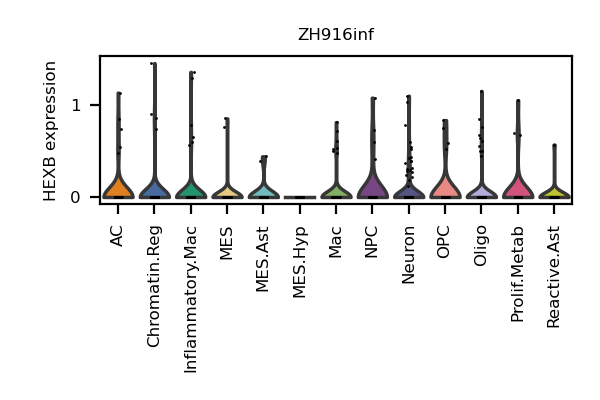 ZH916inf
HEXB expression
1
0
AC
Chromatin.Reg
Inflammatory.Mac
MES
MES.Ast
MES.Hyp
Mac
NPC
Neuron
OPC
Oligo
Prolif.Metab
Reactive.Ast